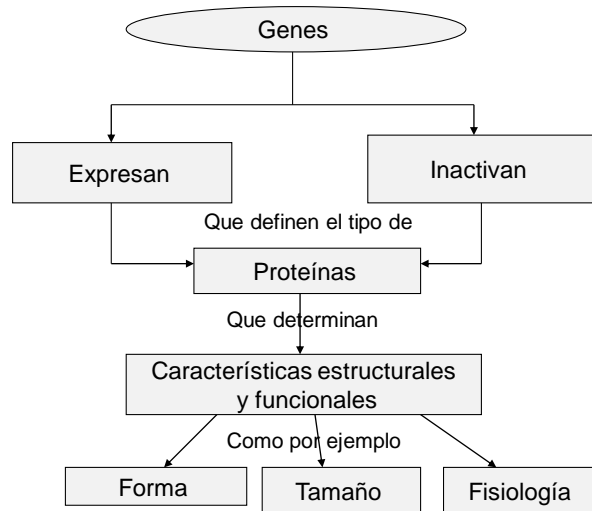 Genes
Expresan
Inactivan
Que definen el tipo de
Proteínas
Que determinan
Características estructurales
y funcionales
Como por ejemplo
Forma
Tamaño
Fisiología